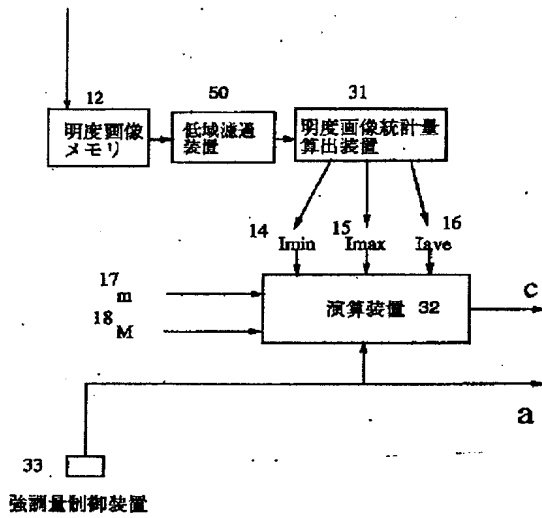 12
50
31
明度画像
メモリ
低域濾過
装置
明度画像統計量
算出装置
14
Imin
15
Imax
16
Iave
17
m
18
M
演算装置 32
c
a
33
強調量制御装置